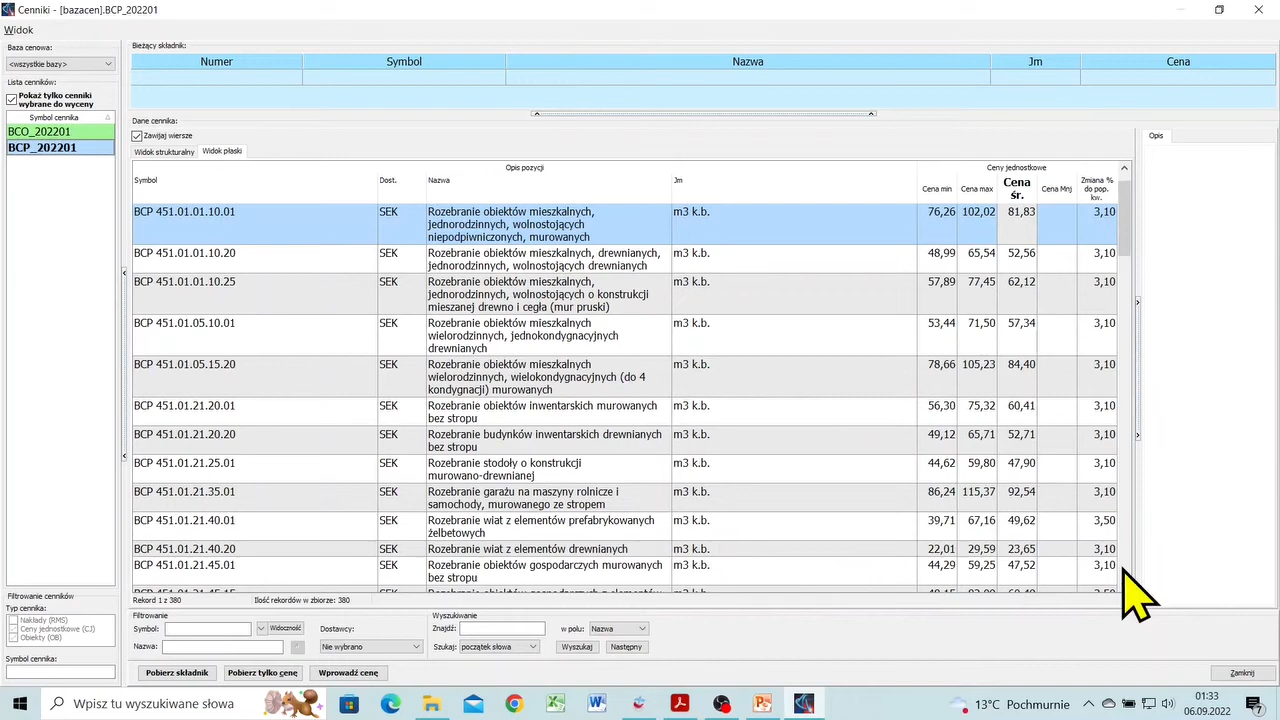 Cenniki - [bazacen].BCP_202201
Widok
Baza cenowa:
<wszystkie bazy>
Lista cenników:
Pokaż tylko cenniki
wybrane do wyceny
Symbol cennika
BCO_202201
BCP_202201
Filtrowanie cenników
Typ cennika:
Nakłady (RMS)
Ceny jednostkowe (CJ)
Obiekty (OB)
Symbol cennika:
Bieżący składnik:
Numer Symbol Nazwa Jm Cena
Dane cennika:
Zawijaj wiersze
Widok strukturalny Widok płaski
Opis
Opis pozycji Ceny jednostkowe
Symbol Dost. Nazwa Jm Cena min Cena max Cena śr. Cena Mnj Zmiana % do pop. kw.
BCP 451.01.01.10.01 SEK Rozebranie obiektów mieszkalnych, m3 k.b. 76,26 102,02 81,83 3,10
jednorodzinnych, wolnostojących
niepodpiwniczonych, murowanych
BCP 451.01.01.10.20 SEK Rozebranie obiektów mieszkalnych, drewnianych, m3 k.b. 48,99 65,54 52,56 3,10
jednorodzinnych, wolnostojących drewnianych
BCP 451.01.01.10.25 SEK Rozebranie obiektów mieszkalnych, m3 k.b. 57,89 77,45 62,12 3,10
jednorodzinnych, wolnostojących o konstrukcji
mieszanej drewno i cegła (mur pruski)
BCP 451.01.05.10.01 SEK Rozebranie obiektów mieszkalnych m3 k.b. 53,44 71,50 57,34 3,10
wielorodzinnych, jednokondygnacyjnych
drewnianych
BCP 451.01.05.15.20 SEK Rozebranie obiektów mieszkalnych m3 k.b. 78,66 105,23 84,40 3,10
wielorodzinnych, wielokondygnacyjnych (do 4
kondygnacji) murowanych
BCP 451.01.21.20.01 SEK Rozebranie obiektów inwentarskich murowanych m3 k.b. 56,30 75,32 60,41 3,10
bez stropu
BCP 451.01.21.20.20 SEK Rozebranie budynków inwentarskich drewnianych m3 k.b. 49,12 65,71 52,71 3,10
bez stropu
BCP 451.01.21.25.01 SEK Rozebranie stodoły o konstrukcji m3 k.b. 44,62 59,80 47,90 3,10
murowano-drewnianej
BCP 451.01.21.35.01 SEK Rozebranie garażu na maszyny rolnicze i m3 k.b. 86,24 115,37 92,54 3,10
samochody, murowanego ze stropem
BCP 451.01.21.40.01 SEK Rozebranie wiat z elementów prefabrykowanych m3 k.b. 39,71 67,16 49,62 3,50
żelbetowych
BCP 451.01.21.40.20 SEK Rozebranie wiat z elementów drewnianych m3 k.b. 22,01 29,59 23,65 3,10
BCP 451.01.21.45.01 SEK Rozebranie obiektów gospodarczych murowanych m3 k.b. 44,29 59,25 47,52 3,10
bez stropu
Rekord 1 z 380 Ilość rekordów w zbiorze: 380
Filtrowanie
Symbol: Widoczność Dostawcy:
Nazwa: Nie wybrano
Wyszukiwanie
Znajdź: w polu: Nazwa
Szukaj: początek słowa Wyszukaj Następny
Pobierz składnik Pobierz tylko cenę Wprowadź cenę Zamknij
Wpisz tu wyszukiwane słowa
13°C Pochmurnie
01:33
06.09.2022
7